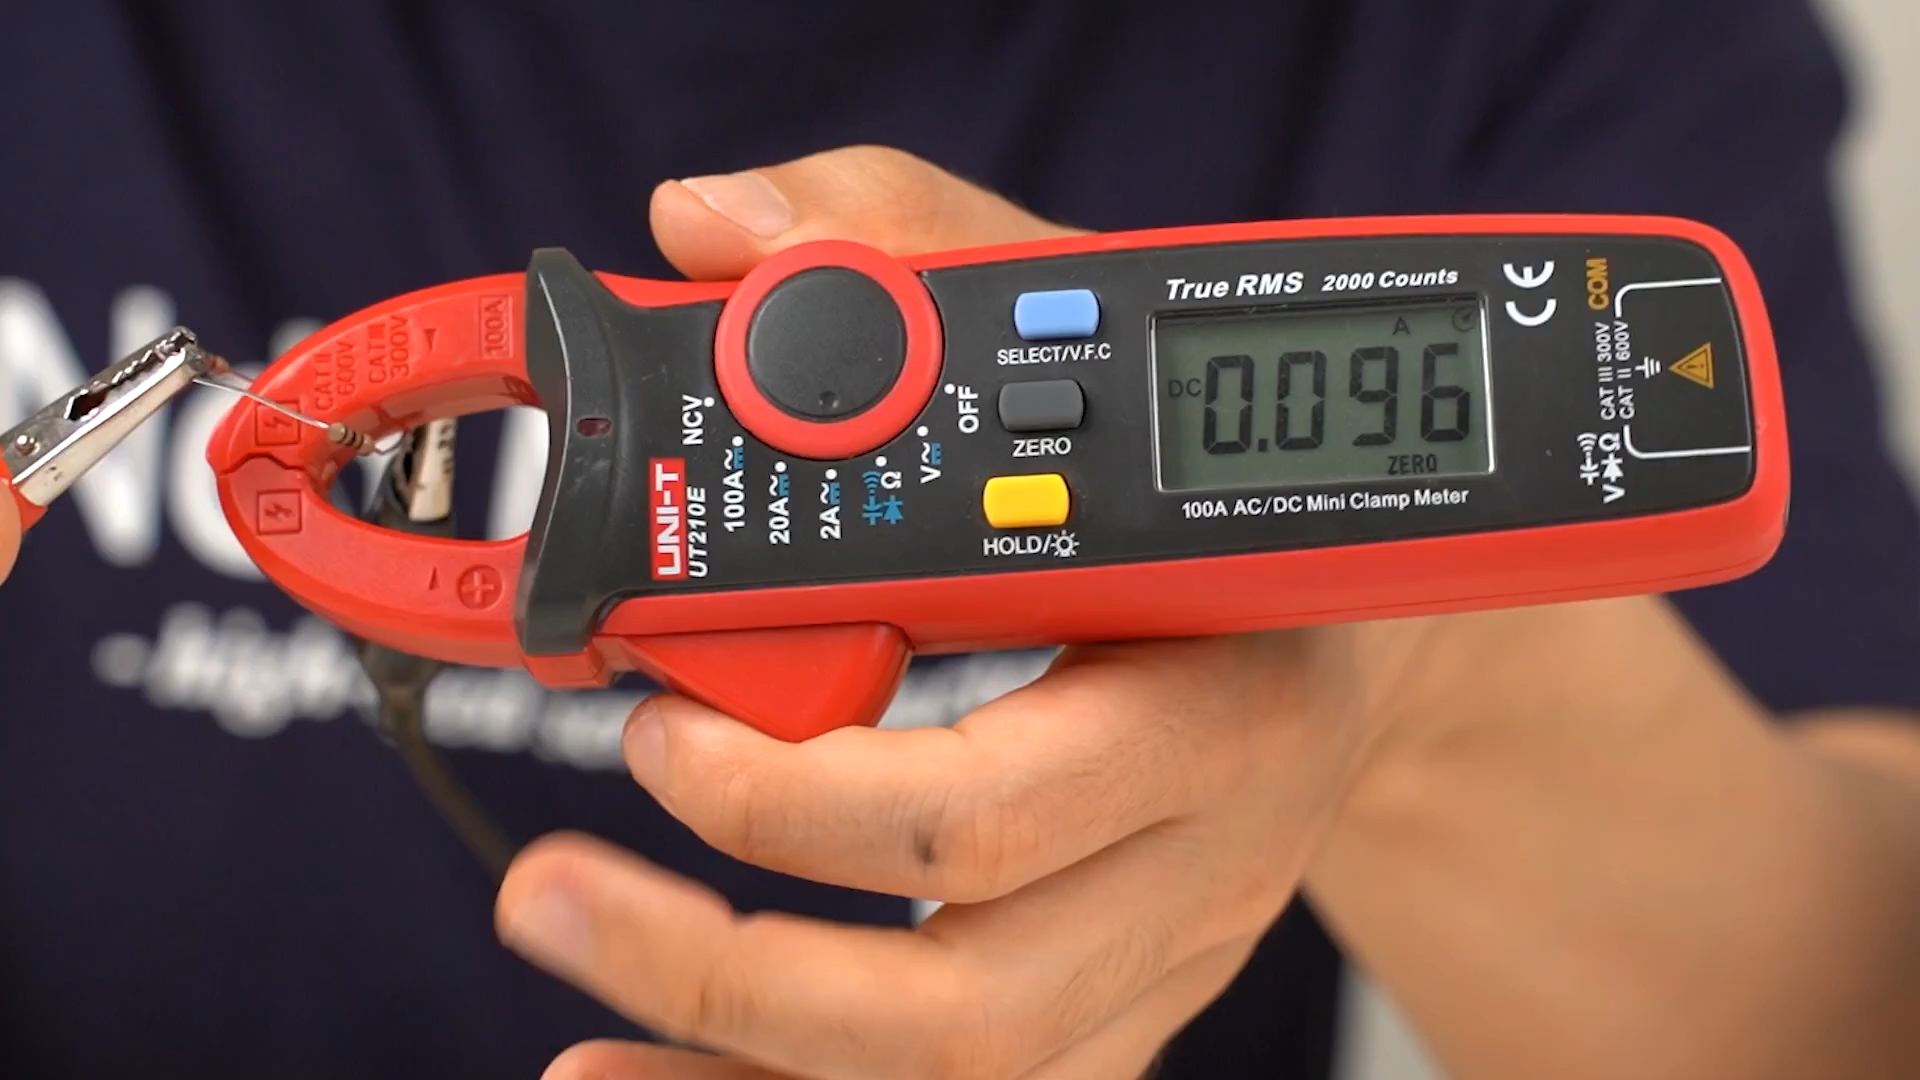 CAT II
600V
CAT III
300V
100A
NCV
UNI-T
UT210E
100A
20A
2A
Ω
V
OFF
SELECT/V.F.C
ZERO
HOLD/
True RMS 2000 Counts
A
DC 0.096
ZERO
100A AC/DC Mini Clamp Meter
CE
COM
CAT III 300V
CAT II 600V
V Ω